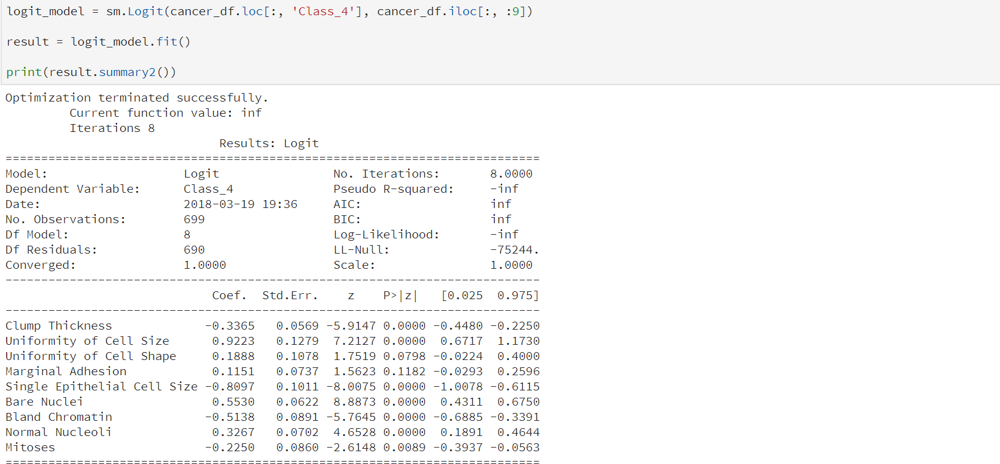 logit_model = sm.Logit(cancer_df.loc[:, 'Class_4'], cancer_df.iloc[:, :9])
result = logit_model.fit()
print(result.summary2())
Optimization terminated successfully.
         Current function value: inf
         Iterations 8
                              Results: Logit
===========================================================================
Model:                   Logit                No. Iterations:       8.0000
Dependent Variable:      Class_4              Pseudo R-squared:     -inf
Date:                    2018-03-19 19:36     AIC:                  inf
No. Observations:        699                  BIC:                  inf
Df Model:                8                    Log-Likelihood:       -inf
Df Residuals:            690                  LL-Null:              -75244.
Converged:               1.0000               Scale:                1.0000
---------------------------------------------------------------------------
                             Coef.  Std.Err.    z    P>|z|   [0.025  0.975]
---------------------------------------------------------------------------
Clump Thickness             -0.3365   0.0569 -5.9147 0.0000 -0.4480 -0.2250
Uniformity of Cell Size      0.9223   0.1279  7.2127 0.0000  0.6717  1.1730
Uniformity of Cell Shape     0.1888   0.1078  1.7519 0.0798 -0.0224  0.4000
Marginal Adhesion            0.1151   0.0737  1.5623 0.1182 -0.0293  0.2596
Single Epithelial Cell Size -0.8097   0.1011 -8.0075 0.0000 -1.0078 -0.6115
Bare Nuclei                  0.5530   0.0622  8.8873 0.0000  0.4311  0.6750
Bland Chromatin             -0.5138   0.0891 -5.7645 0.0000 -0.6885 -0.3391
Normal Nucleoli              0.3267   0.0702  4.6528 0.0000  0.1891  0.4644
Mitoses                     -0.2250   0.0860 -2.6148 0.0089 -0.3937 -0.0563
===========================================================================